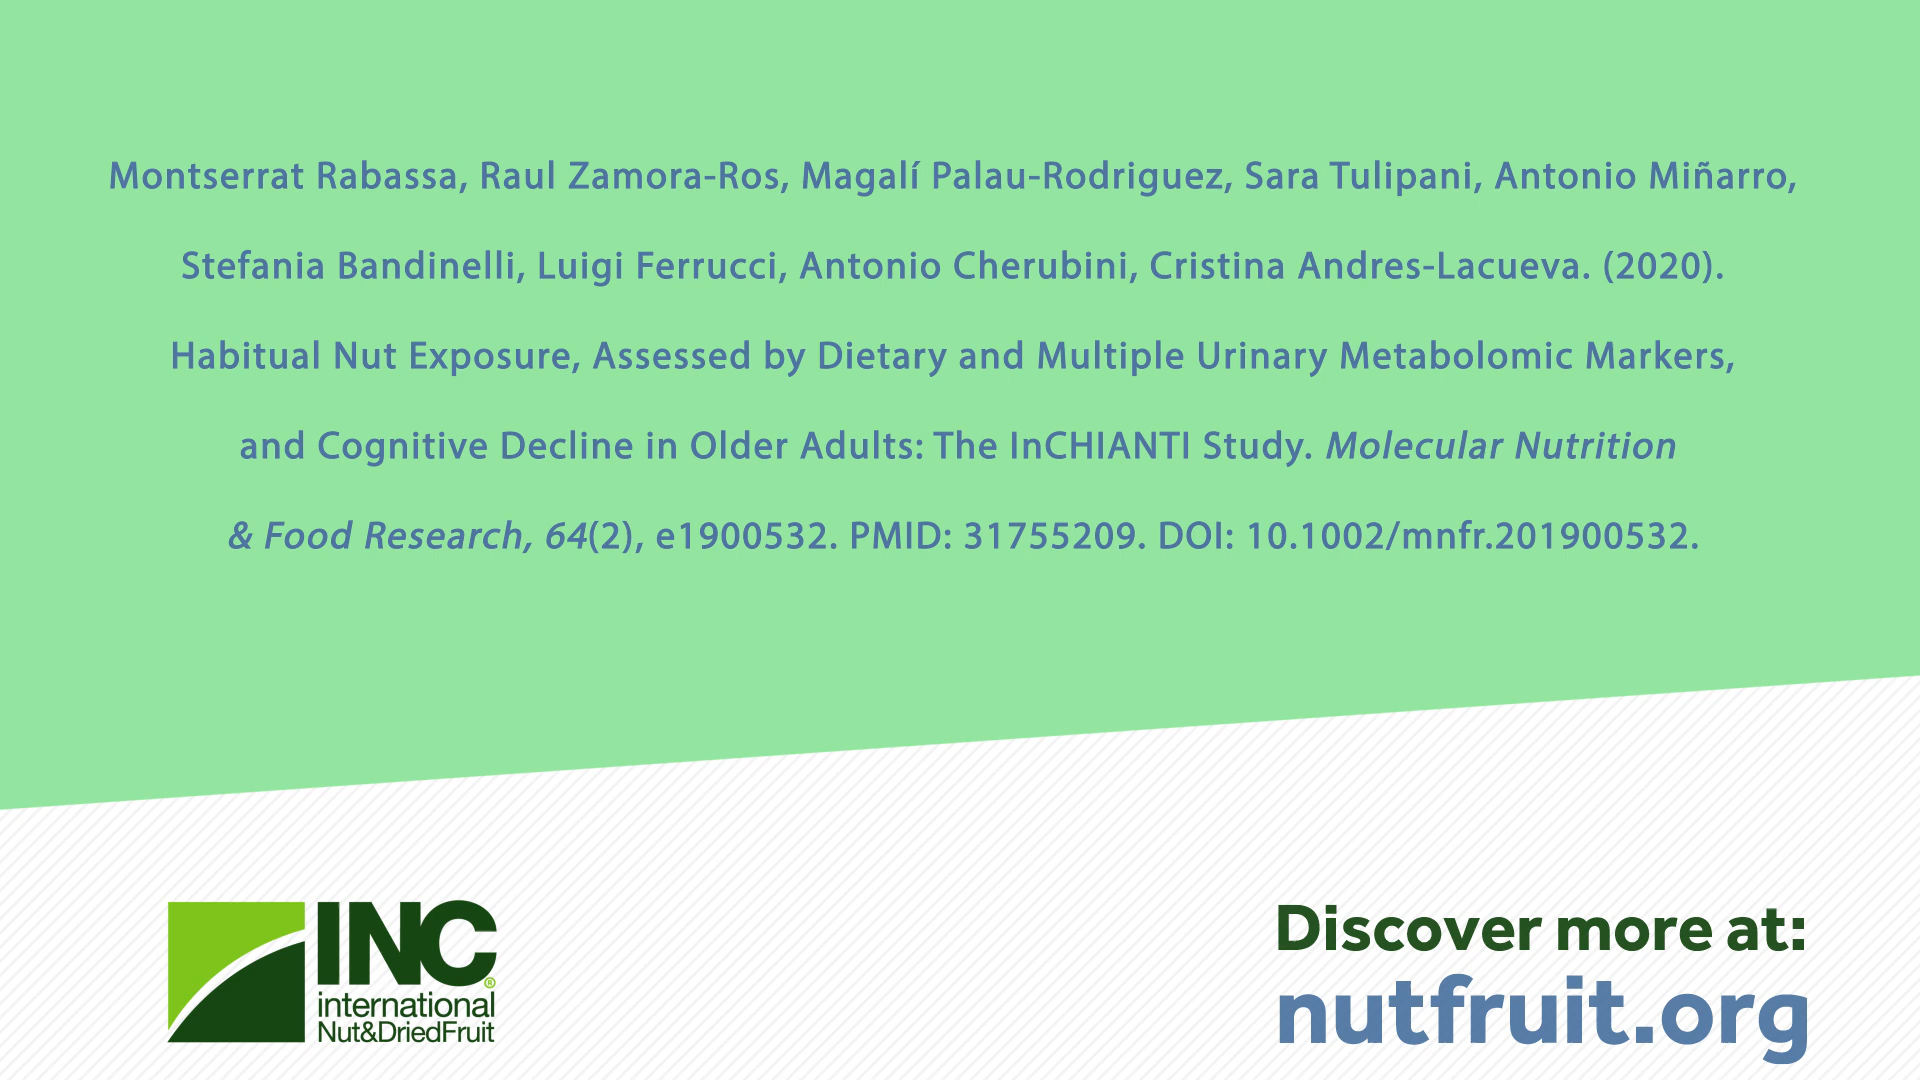 Montserrat Rabassa, Raul Zamora-Ros, Magalí Palau-Rodriguez, Sara Tulipani, Antonio Miñarro,
Stefania Bandinelli, Luigi Ferrucci, Antonio Cherubini, Cristina Andres-Lacueva. (2020).
Habitual Nut Exposure, Assessed by Dietary and Multiple Urinary Metabolomic Markers,
and Cognitive Decline in Older Adults: The InCHIANTI Study. Molecular Nutrition
& Food Research, 64(2), e1900532. PMID: 31755209. DOI: 10.1002/mnfr.201900532.
INC®
international
Nut&DriedFruit
Discover more at:
nutfruit.org